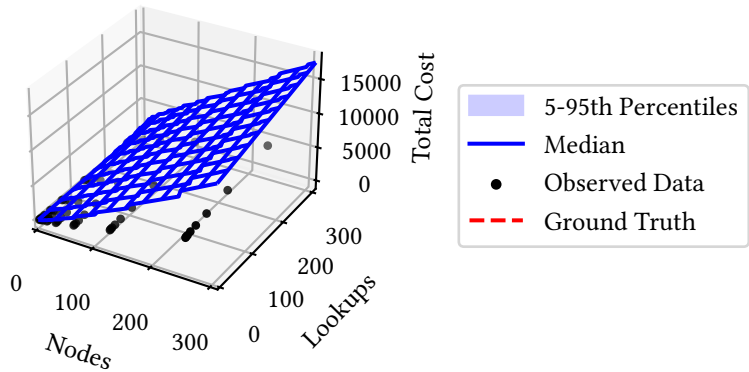 15000
10000
5000
0
Total Cost
0
100
200
300
Nodes
0
100
200
300
Lookups
5-95th Percentiles
Median
Observed Data
Ground Truth